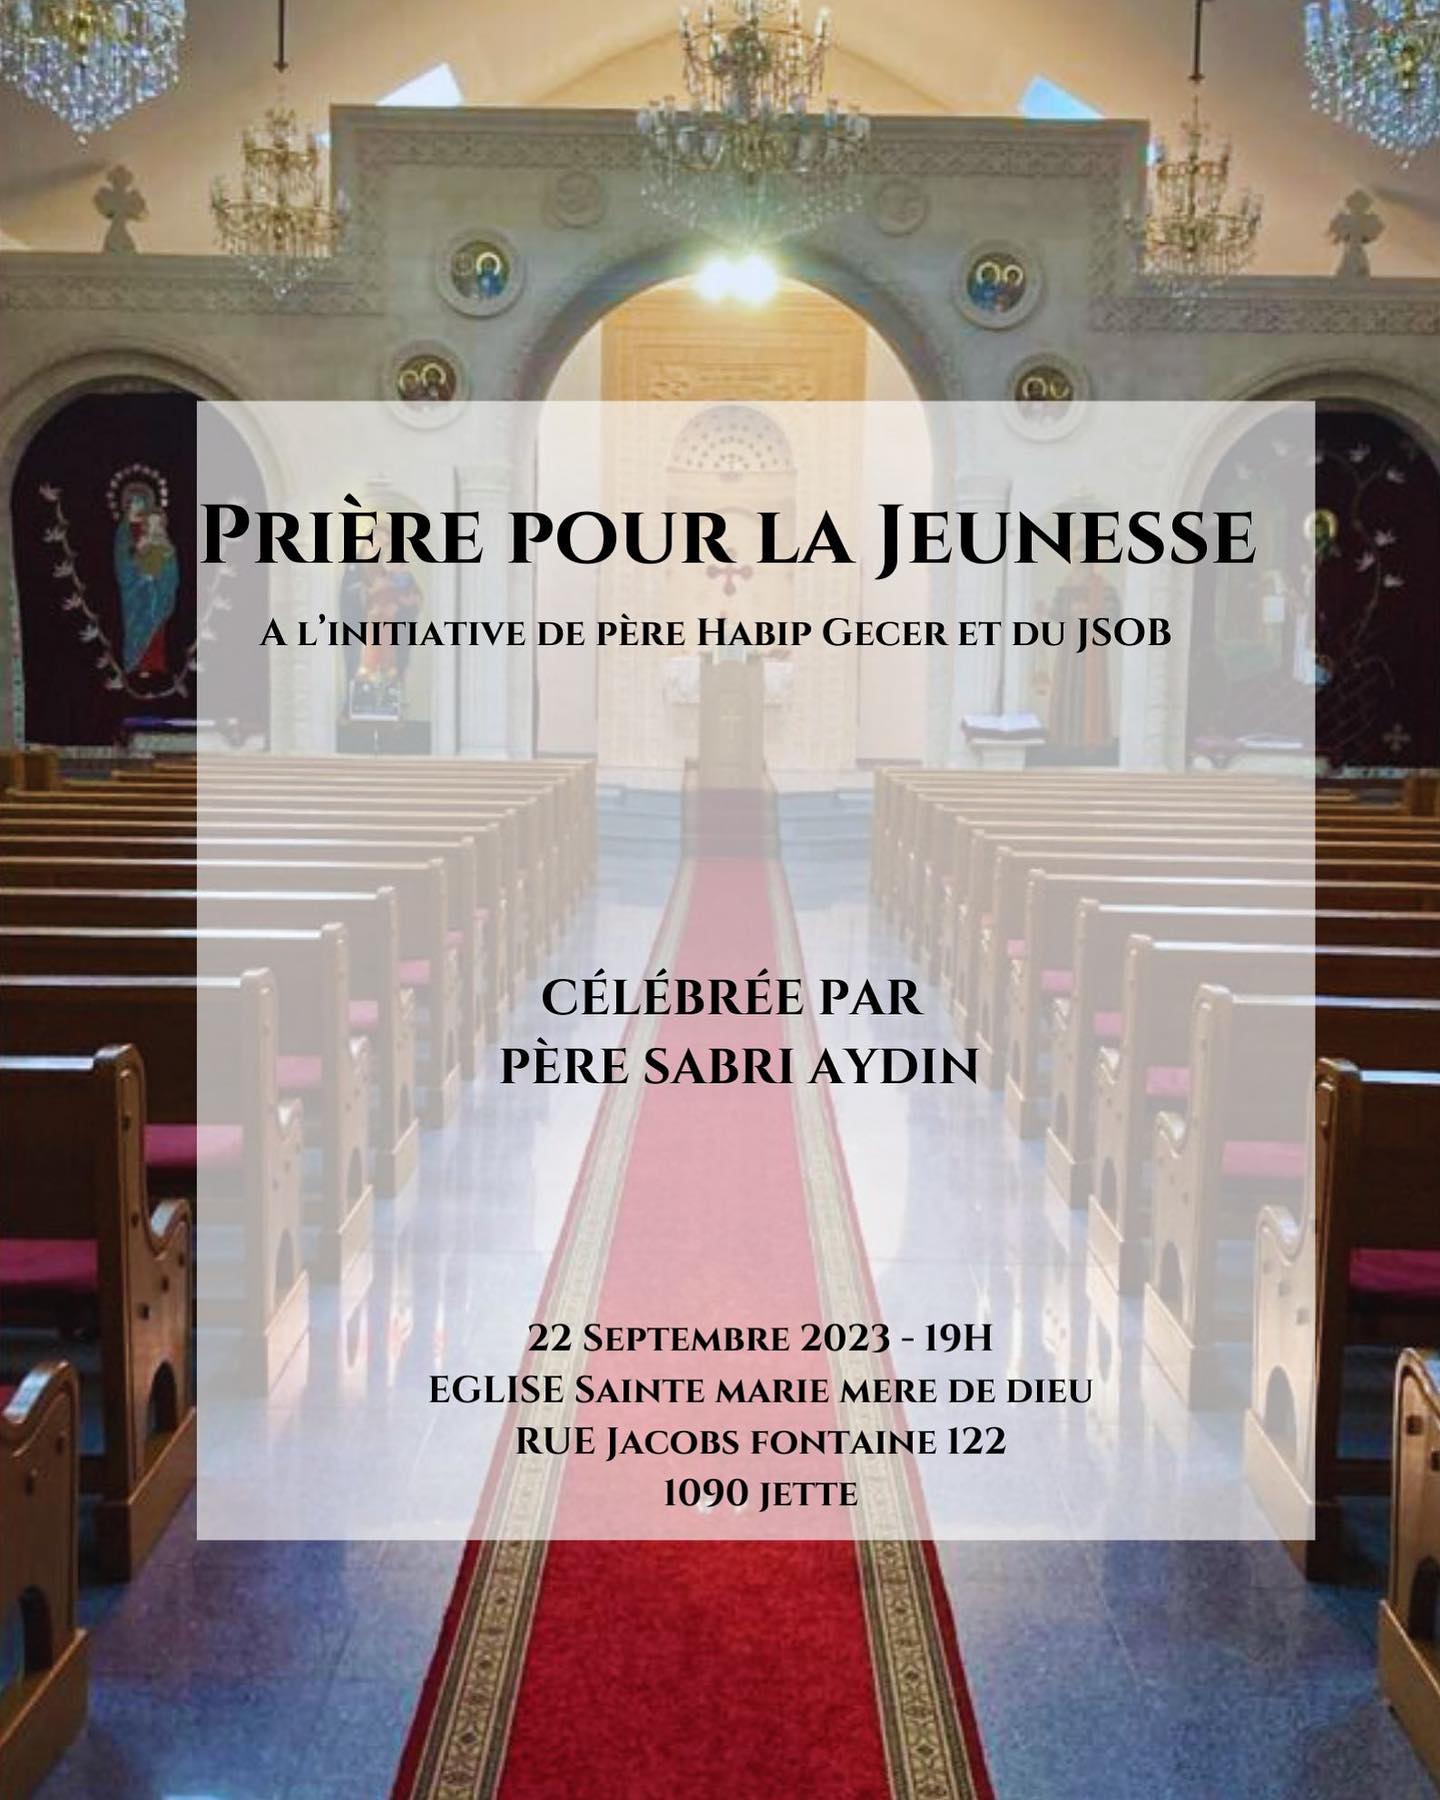 Prière pour la Jeunesse
A l'initiative de père Habip Gecer et du JSOB
CÉLÉBRÉE PAR
PÈRE SABRI AYDIN
22 Septembre 2023 - 19H
EGLISE Sainte marie mere de dieu
RUE Jacobs fontaine 122
1090 jette